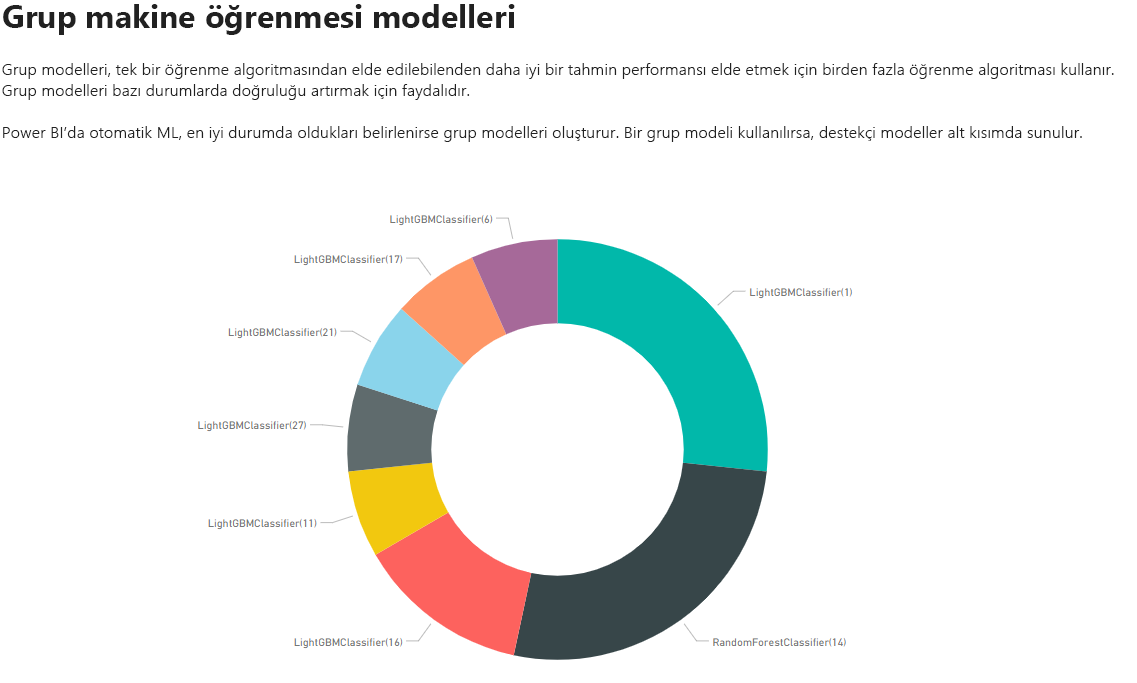 Grup makine öğrenmesi modelleri
Grup modelleri, tek bir öğrenme algoritmasından elde edilebilenden daha iyi bir tahmin performansı elde etmek için birden fazla öğrenme algoritması kullanır.
Grup modelleri bazı durumlarda doğruluğu artırmak için faydalıdır.
Power BI’da otomatik ML, en iyi durumda oldukları belirlenirse grup modelleri oluşturur. Bir grup modeli kullanılırsa, destekçi modeller alt kısımda sunulur.
LightGBMClassifier(6)
LightGBMClassifier(17)
LightGBMClassifier(1)
LightGBMClassifier(21)
LightGBMClassifier(27)
LightGBMClassifier(11)
LightGBMClassifier(16)
RandomForestClassifier(14)